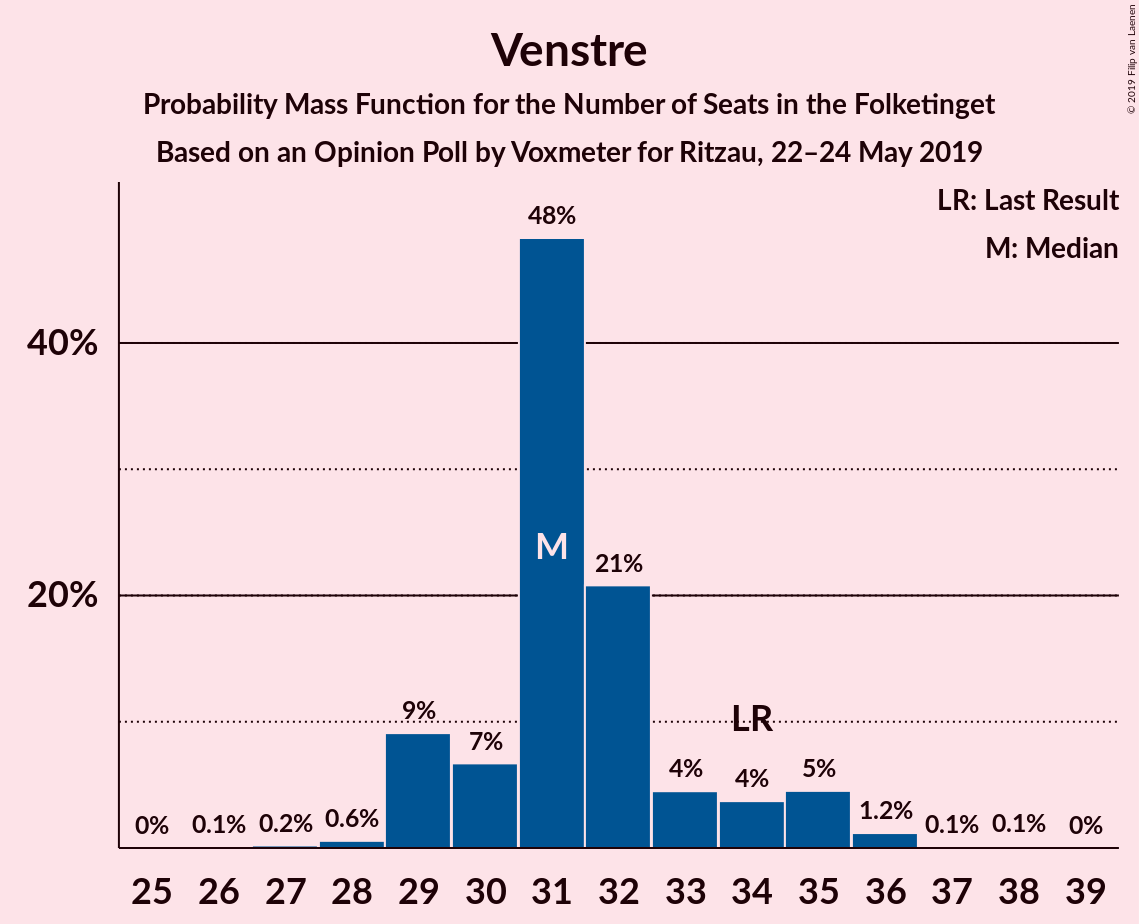 Venstre
Probability Mass Function for the Number of Seats in the Folketinget
Based on an Opinion Poll by Voxmeter for Ritzau, 22–24 May 2019
© 2019 Filip van Laenen
LR: Last Result
M: Median
40%
20%
0%
0.1%
0.2%
0.6%
9%
7%
48%
M
21%
4%
LR
4%
5%
1.2%
0.1%
0.1%
0%
25 26 27 28 29 30 31 32 33 34 35 36 37 38 39